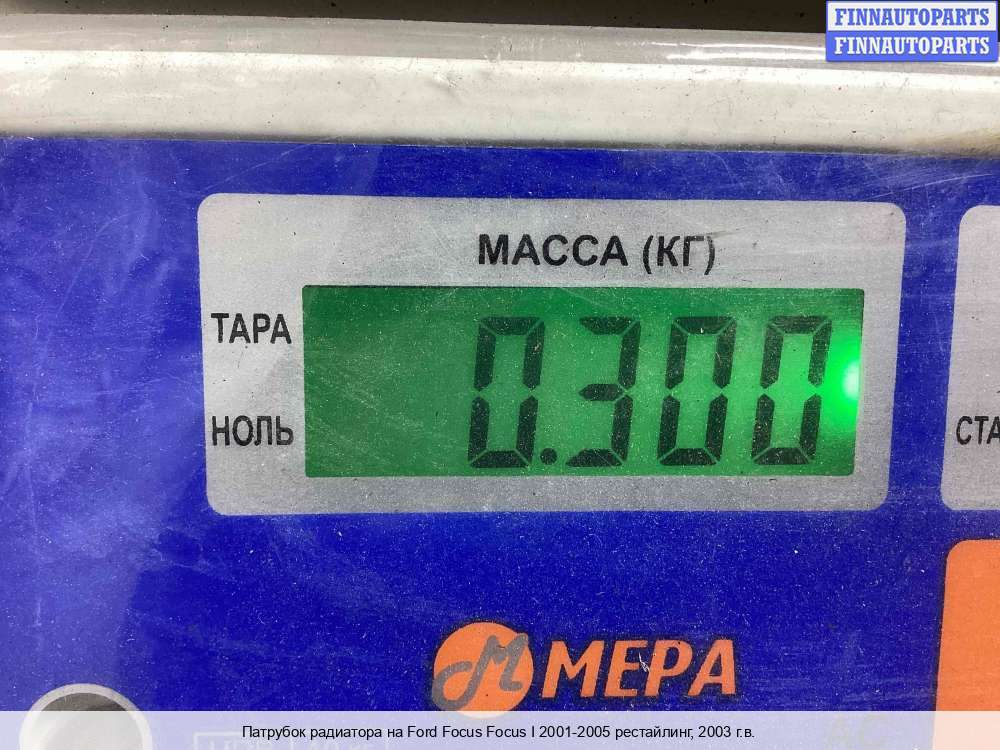 FINNAUTOPARTS
FINNAUTOPARTS
МАССА (КГ)
ТАРА
0.300
НОЛЬ
МЕРА
Патрубок радиатора на Ford Focus Focus I 2001-2005 рестайлинг, 2003 г.в.